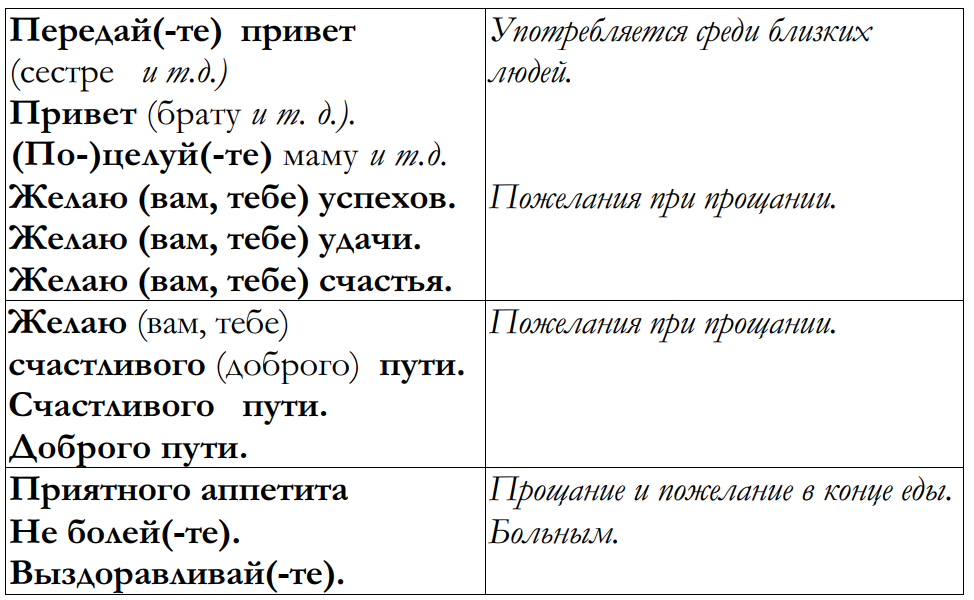 Передай(-те) привет
(сестре и т.д.)
Привет (брату и т. д.).
(По-)целуй(-те) маму и т.д.
Желаю (вам, тебе) успехов.
Желаю (вам, тебе) удачи.
Желаю (вам, тебе) счастья.
Употребляется среди близких
людей.
Пожелания при прощании.
Желаю (вам, тебе)
счастливого (доброго) пути.
Счастливого пути.
Доброго пути.
Пожелания при прощании.
Приятного аппетита
Не болей(-те).
Выздоравливай(-те).
Прощание и пожелание в конце еды.
Больным.